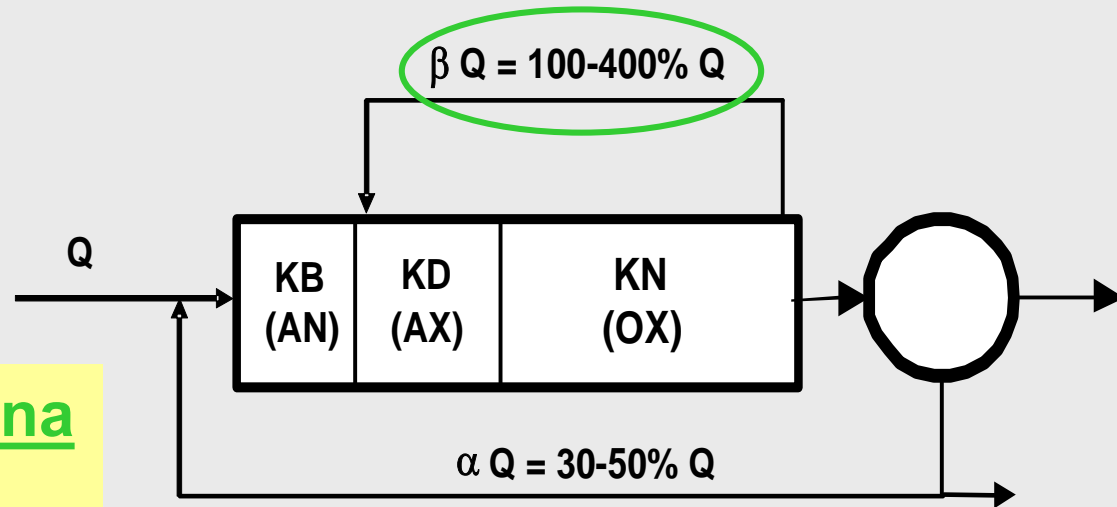 β Q = 100-400% Q
Q
KB
(AN)
KD
(AX)
KN
(OX)
na
α Q = 30-50% Q